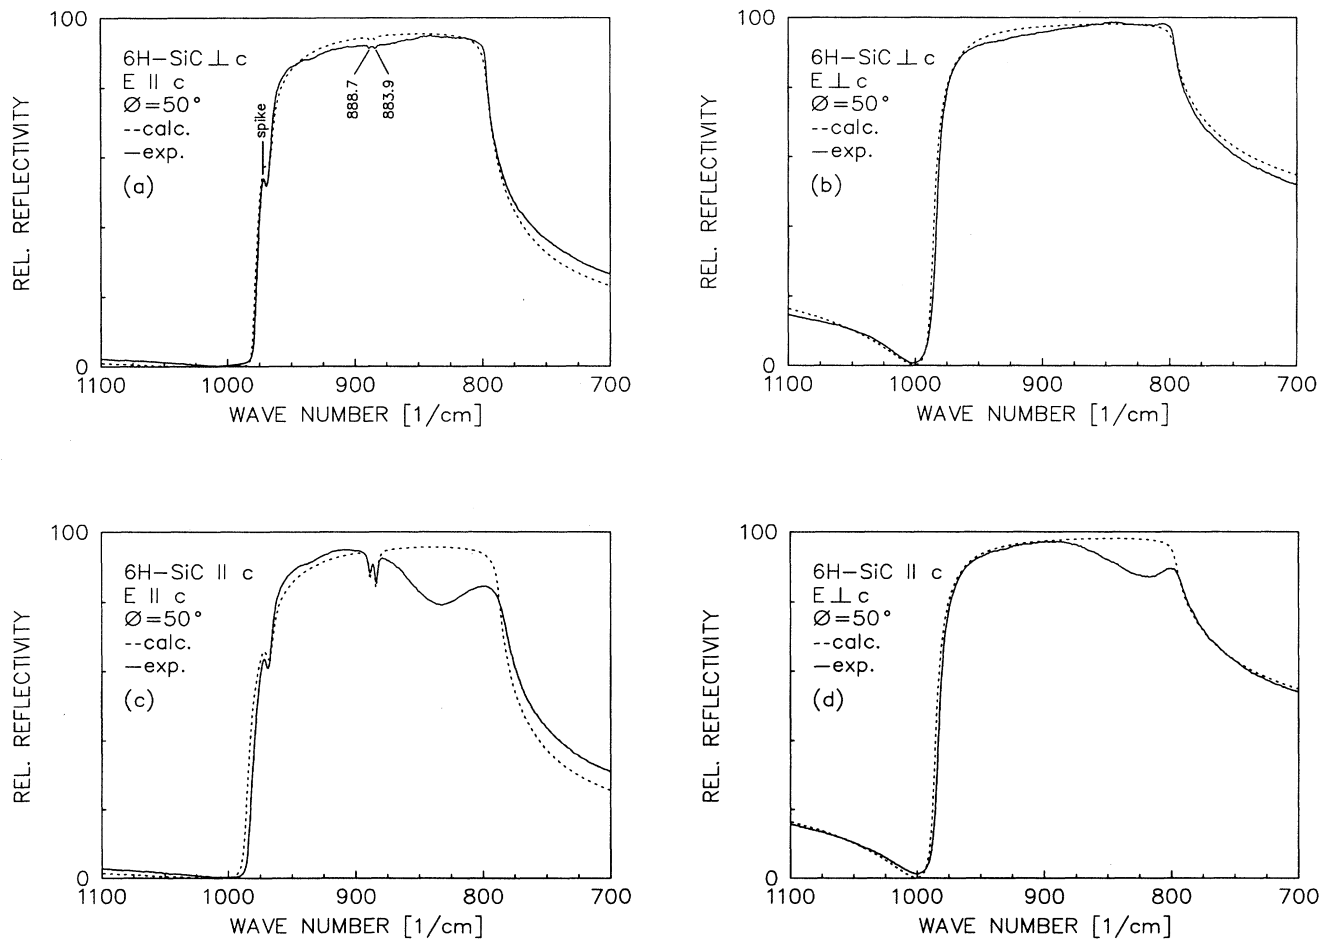 100
6H-SiC ⊥ c
E || c
Ø=50°
--calc.
—exp.
(a)
spike
888.7
883.9
REL. REFLECTIVITY
0
1100 1000 900 800 700
WAVE NUMBER [1/cm]
100
6H-SiC ⊥ c
E ⊥ c
Ø=50°
--calc.
—exp.
(b)
REL. REFLECTIVITY
0
1100 1000 900 800 700
WAVE NUMBER [1/cm]
100
6H-SiC || c
E || c
Ø=50°
--calc.
—exp.
(c)
REL. REFLECTIVITY
0
1100 1000 900 800 700
WAVE NUMBER [1/cm]
100
6H-SiC || c
E ⊥ c
Ø=50°
--calc.
—exp.
(d)
REL. REFLECTIVITY
0
1100 1000 900 800 700
WAVE NUMBER [1/cm]